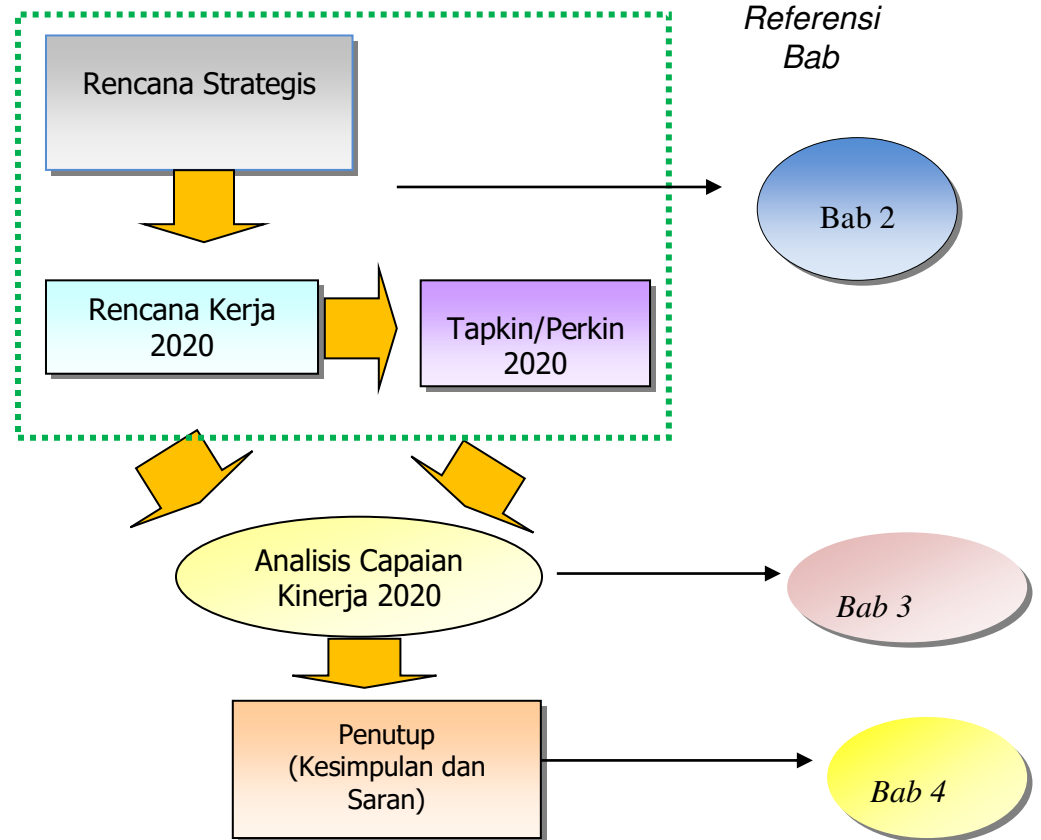 Referensi
Bab
Rencana Strategis
Bab 2
Rencana Kerja
2020
Tapkin/Perkin
2020
Analisis Capaian
Kinerja 2020
Bab 3
Penutup
(Kesimpulan dan
Saran)
Bab 4